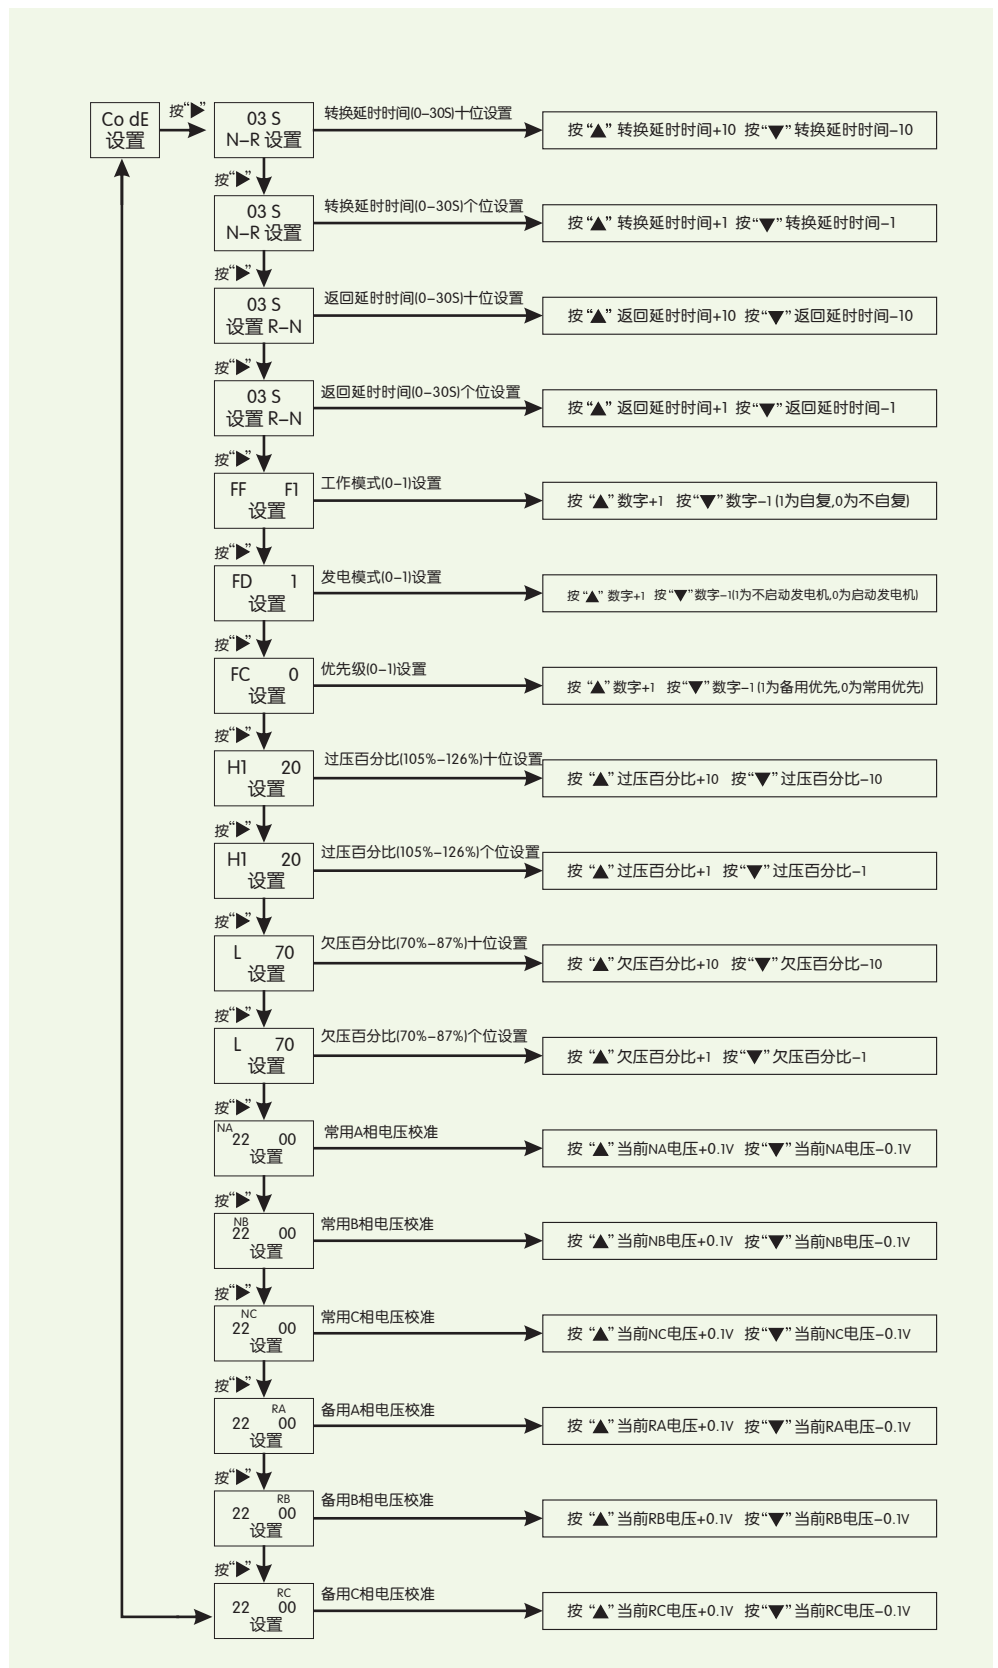 Co dE
设置
按“▶”
03 S
N–R 设置
转换延时时间(0–30S)十位设置
按“▲” 转换延时时间+10 按“▼”转换延时时间–10
按“▶”
03 S
N–R 设置
转换延时时间(0–30S)个位设置
按“▲” 转换延时时间+1 按“▼”转换延时时间–1
按“▶”
03 S
设置 R–N
返回延时时间(0–30S)十位设置
按“▲” 返回延时时间+10 按“▼”返回延时时间–10
按“▶”
03 S
设置 R–N
返回延时时间(0–30S)个位设置
按“▲” 返回延时时间+1 按“▼”返回延时时间–1
按“▶”
FF F1
设置
工作模式(0–1)设置
按 “▲”数字+1 按“▼”数字–1(1为自复,0为不自复)
按“▶”
FD 1
设置
发电模式(0–1)设置
按“▲” 数字+1 按“▼”数字–1(1为不启动发电机,0为启动发电机)
按“▶”
FC 0
设置
优先级(0–1)设置
按 “▲”数字+1 按“▼”数字–1(1为备用优先,0为常用优先)
按“▶”
H1 20
设置
过压百分比(105%–126%)十位设置
按 “▲”过压百分比+10 按“▼”过压百分比–10
按“▶”
H1 20
设置
过压百分比(105%–126%)个位设置
按 “▲”过压百分比+1 按“▼”过压百分比–1
按“▶”
L 70
设置
欠压百分比(70%–87%)十位设置
按 “▲”欠压百分比+10 按“▼”欠压百分比–10
按“▶”
L 70
设置
欠压百分比(70%–87%)个位设置
按 “▲”欠压百分比+1 按“▼”欠压百分比–1
按“▶”
NA
22 00
设置
常用A相电压校准
按 “▲”当前NA电压+0.1V 按“▼”当前NA电压–0.1V
按“▶”
NB
22 00
设置
常用B相电压校准
按 “▲”当前NB电压+0.1V 按“▼”当前NB电压–0.1V
按“▶”
NC
22 00
设置
常用C相电压校准
按 “▲”当前NC电压+0.1V 按“▼”当前NC电压–0.1V
按“▶”
RA
22 00
设置
备用A相电压校准
按 “▲”当前RA电压+0.1V 按“▼”当前RA电压–0.1V
按“▶”
RB
22 00
设置
备用B相电压校准
按 “▲”当前RB电压+0.1V 按“▼”当前RB电压–0.1V
按“▶”
RC
22 00
设置
备用C相电压校准
按 “▲”当前RC电压+0.1V 按“▼”当前RC电压–0.1V